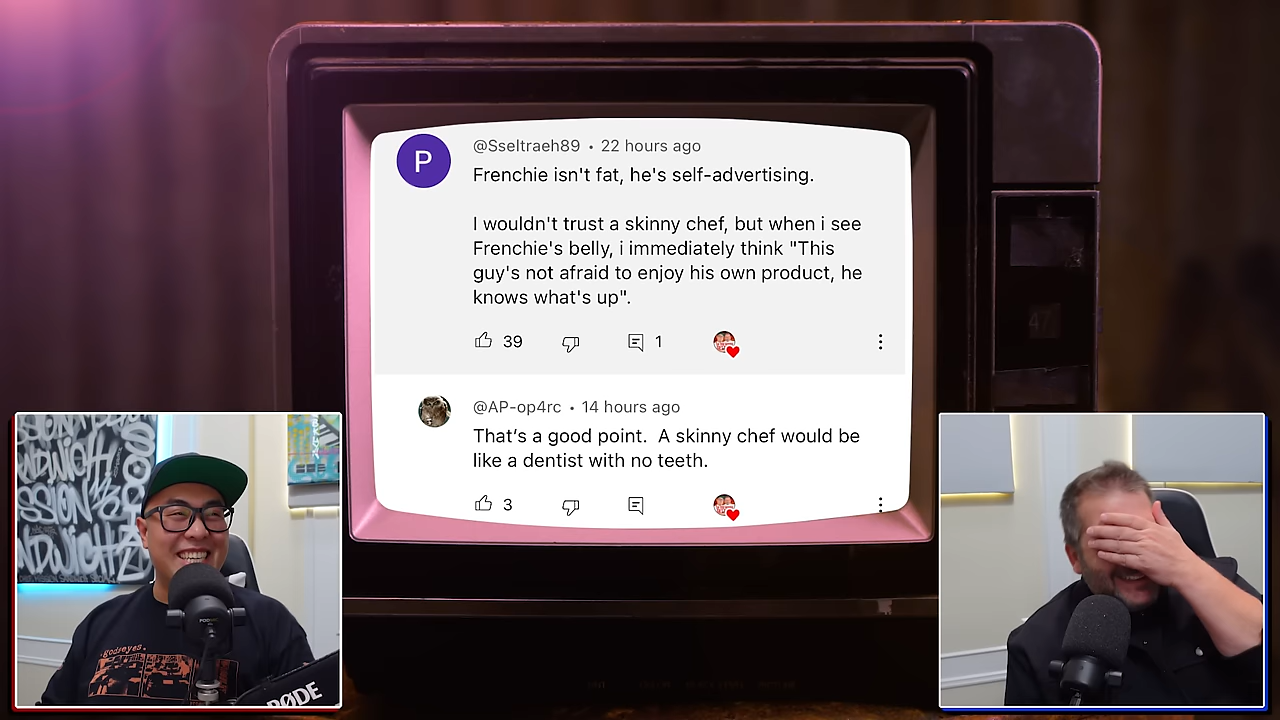 P
@Sseltraeh89 • 22 hours ago
Frenchie isn't fat, he's self-advertising.
I wouldn't trust a skinny chef, but when i see
Frenchie's belly, i immediately think "This
guy's not afraid to enjoy his own product, he
knows what's up".
39
1
@AP-op4rc • 14 hours ago
That's a good point.  A skinny chef would be
like a dentist with no teeth.
3
godseyes.
RØDE